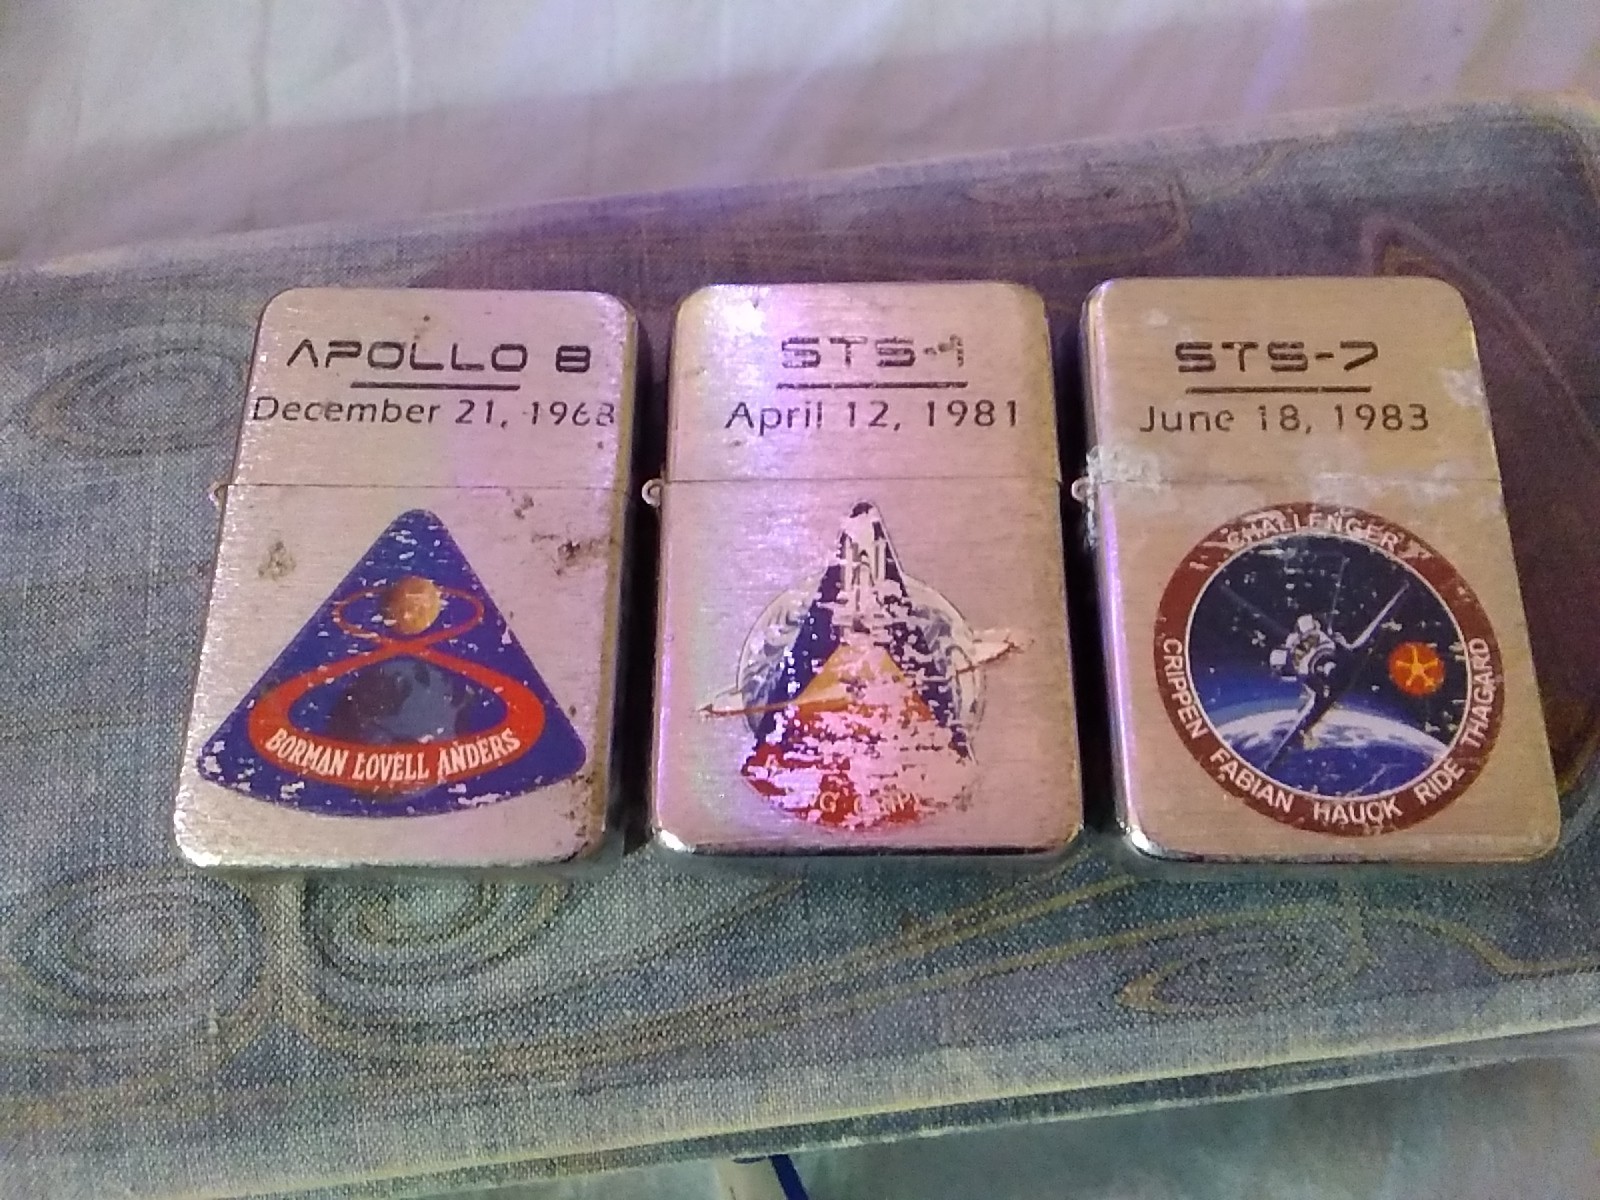 APOLLO 8
December 21, 1968
BORMAN LOVELL ANDERS
STS-1
April 12, 1981
STS-7
June 18, 1983
CHALLENGER
CRIPPEN FABIAN HAUCK RIDE THAGARD